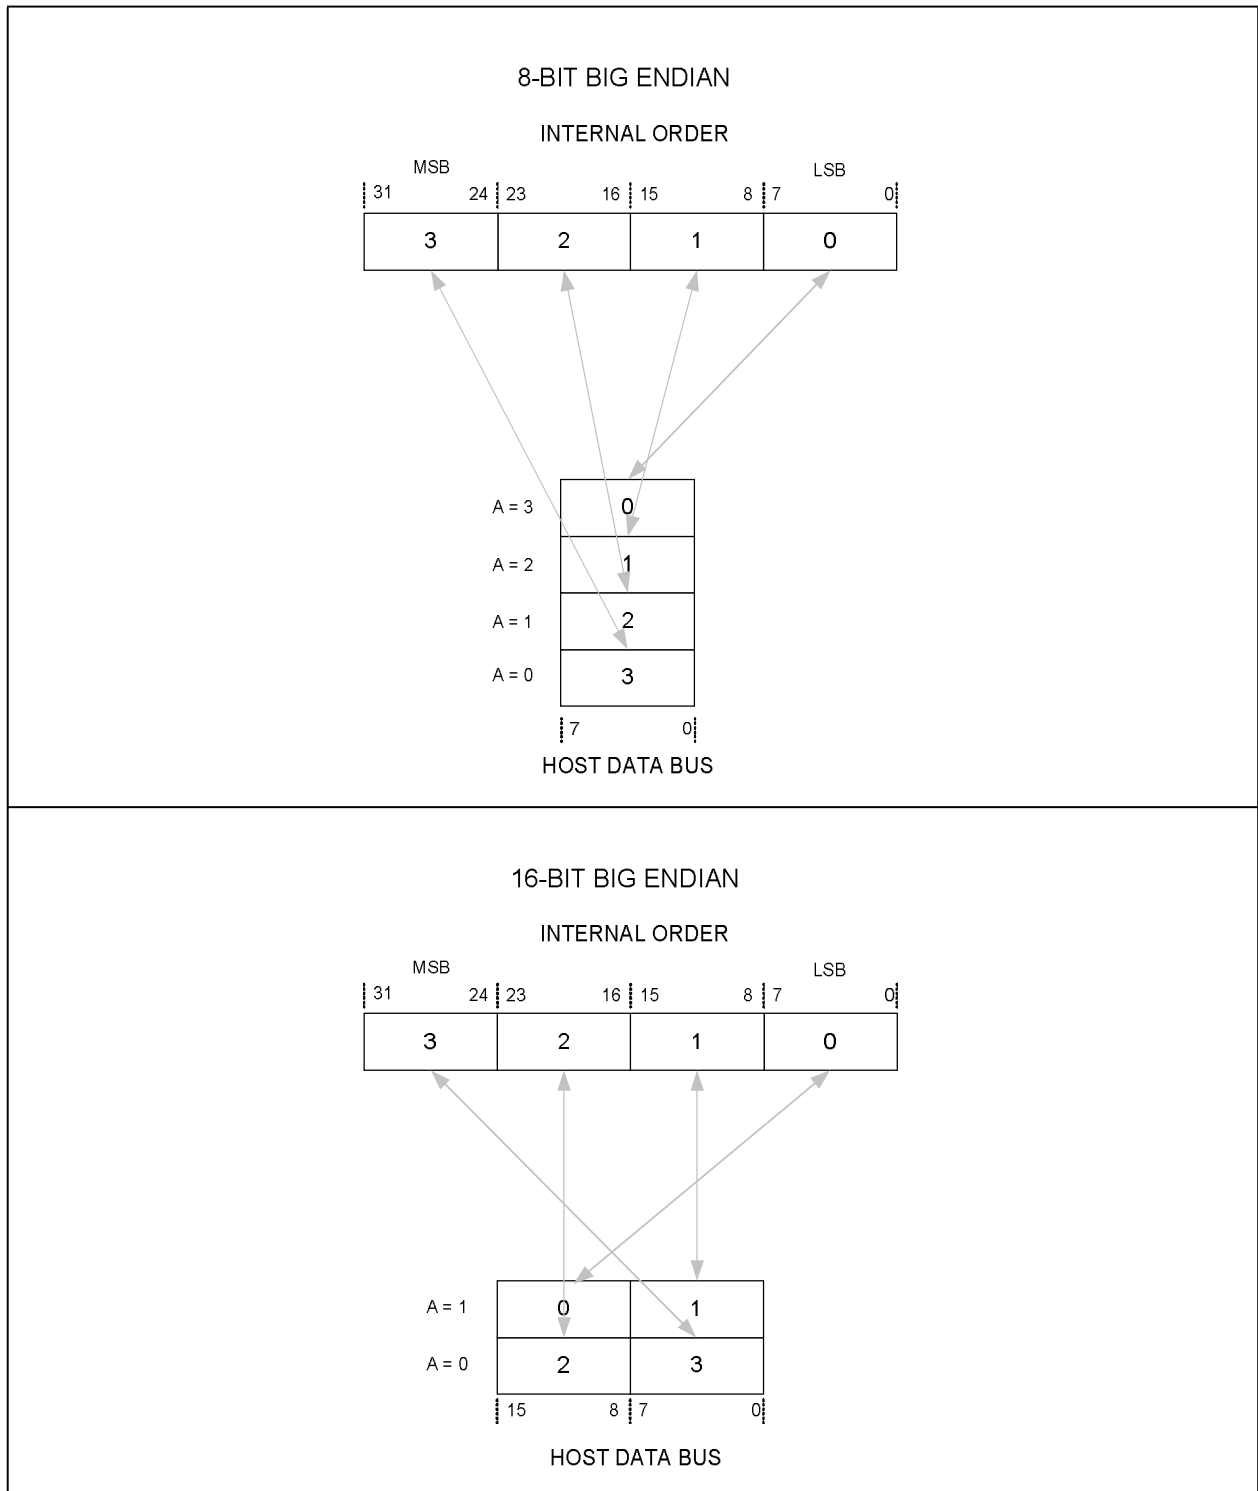 8-BIT BIG ENDIAN
INTERNAL ORDER
MSB LSB
31 24 23 16 15 8 7 0
3 2 1 0
A = 3 0
A = 2 1
A = 1 2
A = 0 3
7 0
HOST DATA BUS
16-BIT BIG ENDIAN
INTERNAL ORDER
MSB LSB
31 24 23 16 15 8 7 0
3 2 1 0
A = 1 0 1
A = 0 2 3
15 8 7 0
HOST DATA BUS